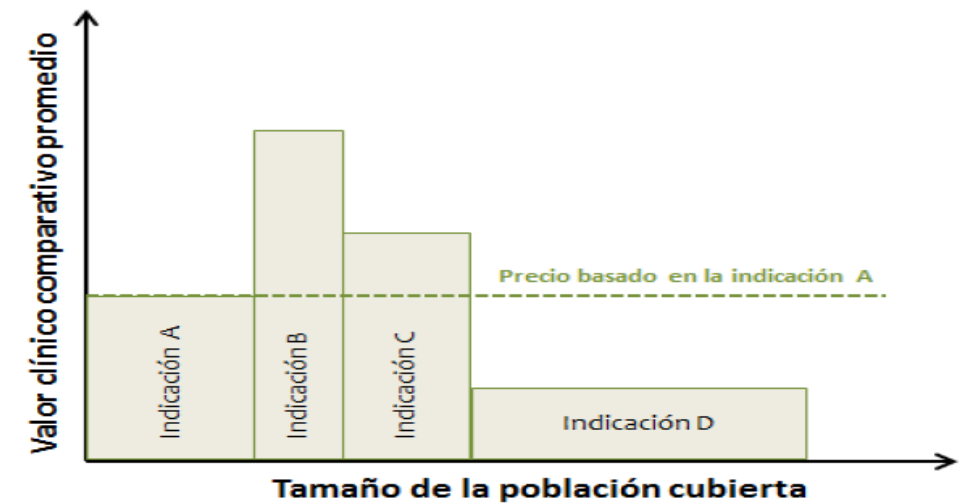 Valor clínico comparativo promedio
Precio basado en la indicación A
Indicación A
Indicación B
Indicación C
Indicación D
Tamaño de la población cubierta